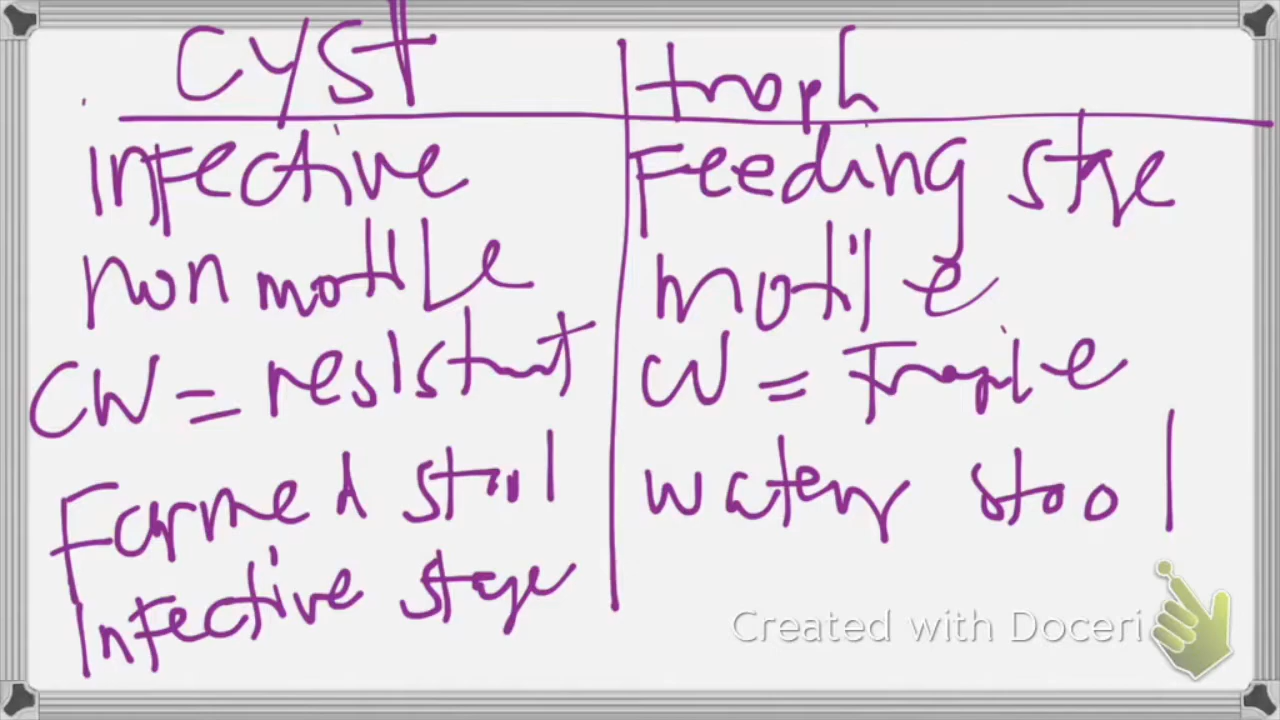 cyst troph
Infective Feeding stge
non motile motile
CW = resistant CW = Fragile
Formed stool watery stool
Infective stage
Created with Doceri